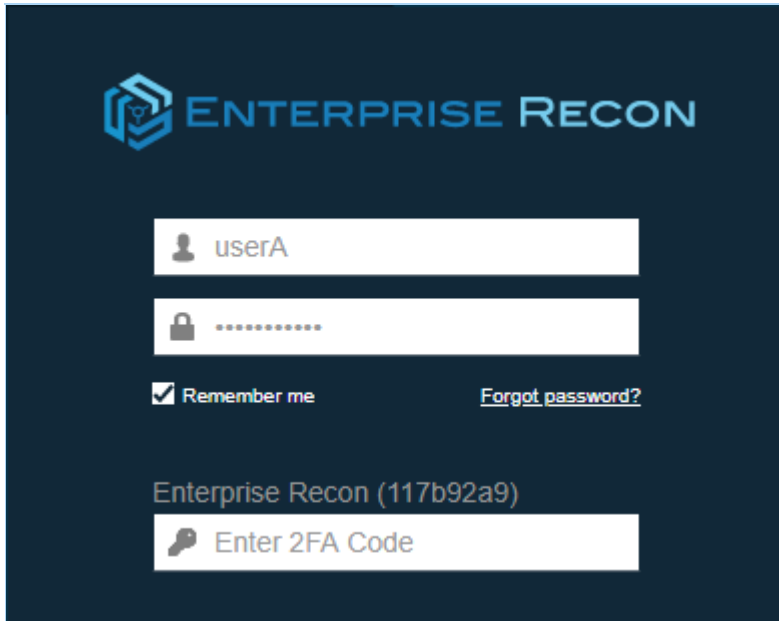 ENTERPRISE RECON
userA
•••••••••••
Remember me Forgot password?
Enterprise Recon (117b92a9)
Enter 2FA Code